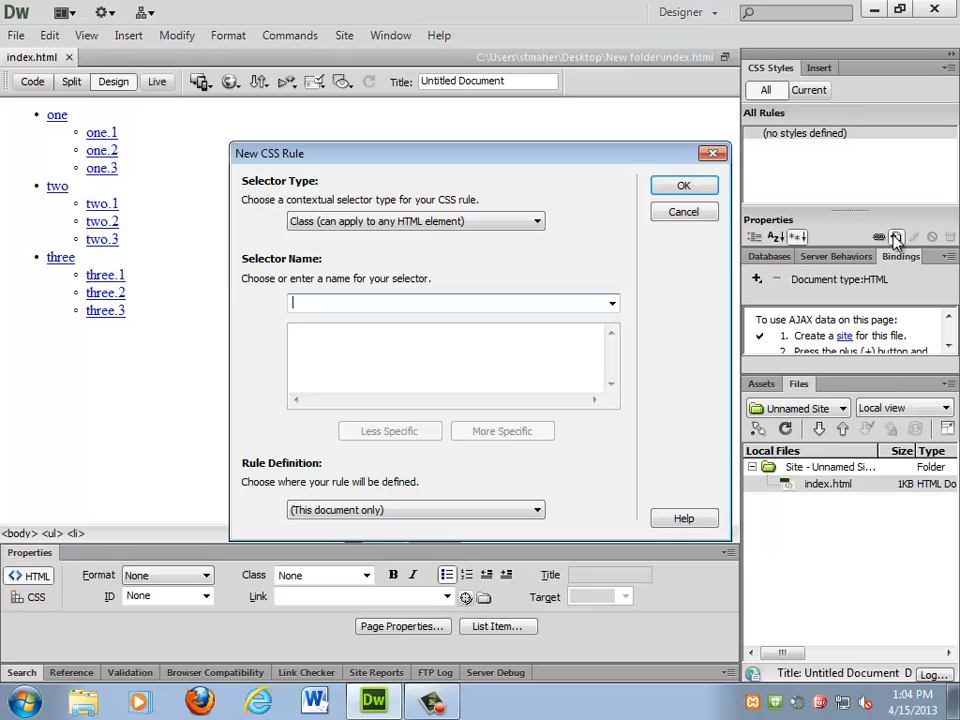 Dw
Designer
File Edit View Insert Modify Format Commands Site Window Help
index.html
C:\Users\stmaher\Desktop\New folder\index.html
Code Split Design Live Title: Untitled Document
one
one.1
one.2
one.3
two
two.1
two.2
two.3
three
three.1
three.2
three.3
New CSS Rule
Selector Type:
Choose a contextual selector type for your CSS rule.
Class (can apply to any HTML element)
Selector Name:
Choose or enter a name for your selector.
Less Specific More Specific
Rule Definition:
Choose where your rule will be defined.
(This document only)
OK
Cancel
Help
CSS Styles Insert
All Current
All Rules
(no styles defined)
Properties
Databases Server Behaviors Bindings
Document type:HTML
To use AJAX data on this page:
1. Create a site for this file.
2. Press the plus (+) button and
Assets Files
Unnamed Site Local view
Local Files Size Type
Site - Unnamed Si... Folder
index.html 1KB HTML Do
<body> <ul> <li>
Properties
HTML Format None Class None B I Title
CSS ID None Link Target
Page Properties... List Item...
Search Reference Validation Browser Compatibility Link Checker Site Reports FTP Log Server Debug
Title: Untitled Document D Log...
Dw
1:04 PM
4/15/2013